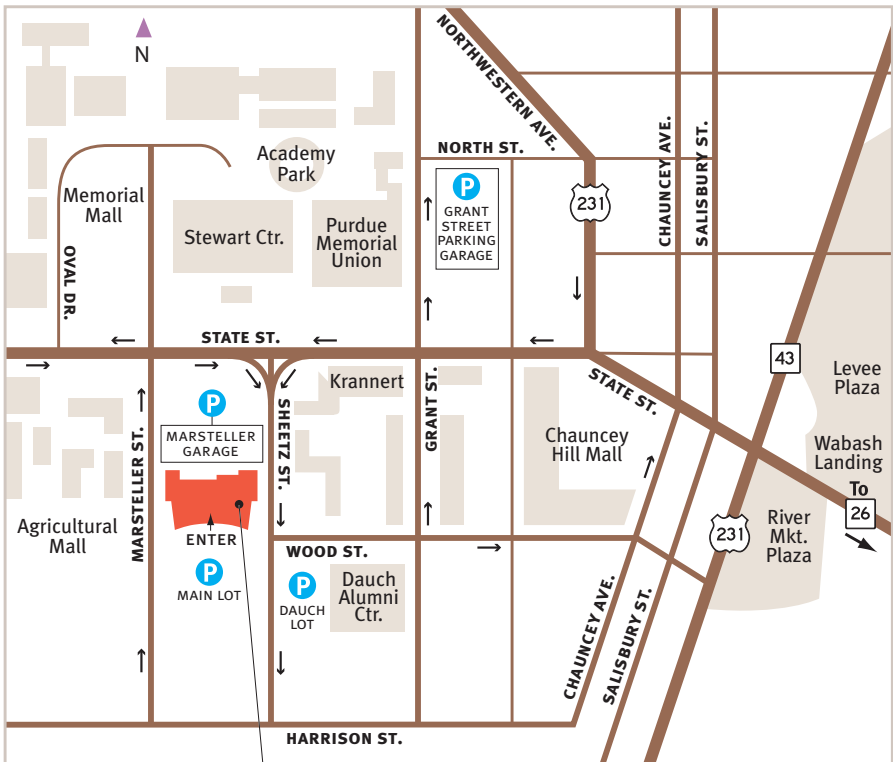 N
NORTHWESTERN AVE.
CHAUNCEY AVE.
SALISBURY ST.
NORTH ST.
Academy
Park
P
GRANT
STREET
PARKING
GARAGE
231
Memorial
Mall
Stewart Ctr.
Purdue
Memorial
Union
OVAL DR.
STATE ST.
43
Levee
Plaza
Krannert
STATE ST.
P
MARSTELLER
GARAGE
SHEETZ ST.
GRANT ST.
MARSTELLER ST.
Chauncey
Hill Mall
Wabash
Landing
To
26
Agricultural
Mall
ENTER
231
River
Mkt.
Plaza
WOOD ST.
P
MAIN LOT
P
DAUCH
LOT
Dauch
Alumni
Ctr.
CHAUNCEY AVE.
SALISBURY ST.
HARRISON ST.